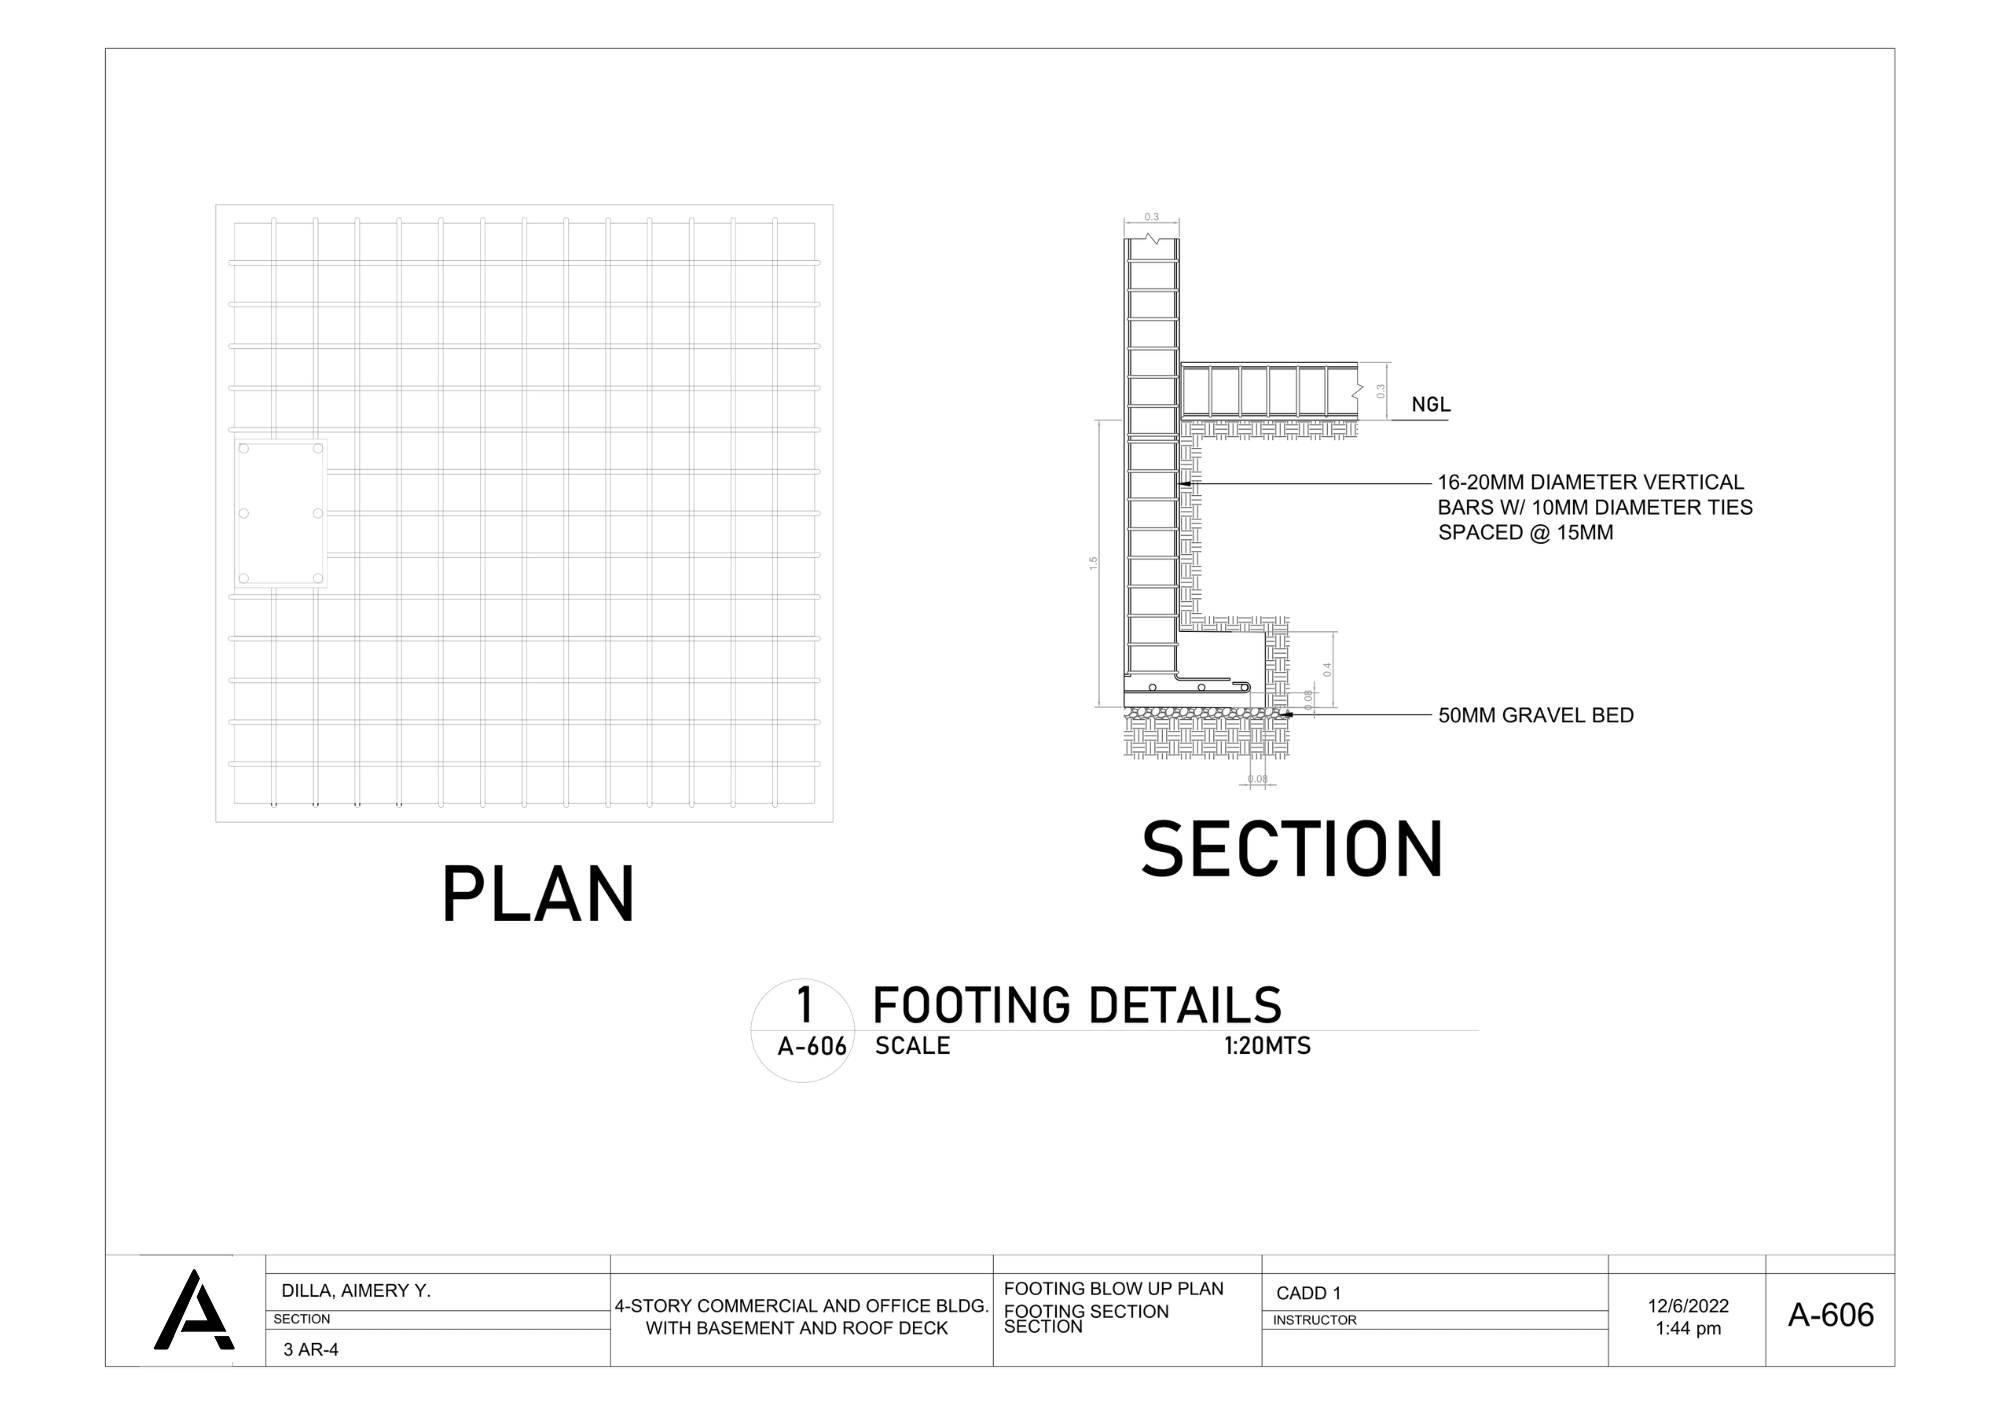 0.3
0.3
NGL
16-20MM DIAMETER VERTICAL
BARS W/ 10MM DIAMETER TIES
SPACED @ 15MM
1.5
0.4
0.08
50MM GRAVEL BED
0.08
SECTION
PLAN
1
FOOTING DETAILS
A-606
SCALE
1:20MTS
DILLA, AIMERY Y.
SECTION
3 AR-4
4-STORY COMMERCIAL AND OFFICE BLDG.
WITH BASEMENT AND ROOF DECK
FOOTING BLOW UP PLAN
FOOTING SECTION
SECTION
CADD 1
INSTRUCTOR
12/6/2022
1:44 pm
A-606